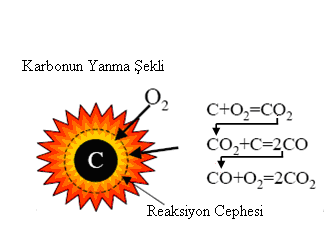 Karbonun Yanma Şekli
O₂
C+O₂=CO₂
C
CO₂+C=2CO
CO+O₂=2CO₂
Reaksiyon Cephesi